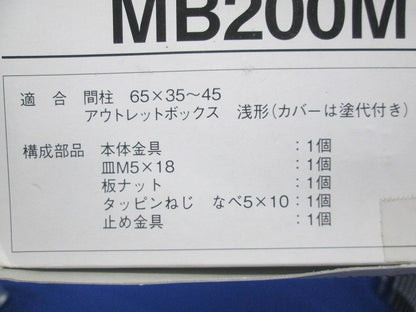 MB200M
適 合 間柱 65×35～45
アウトレットボックス 浅形(カバーは塗代付き)
構成部品 本体金具 :1個
皿M5×18 :1個
板ナット :1個
タッピンねじ なべ5×10:1個
止め金具 :1個